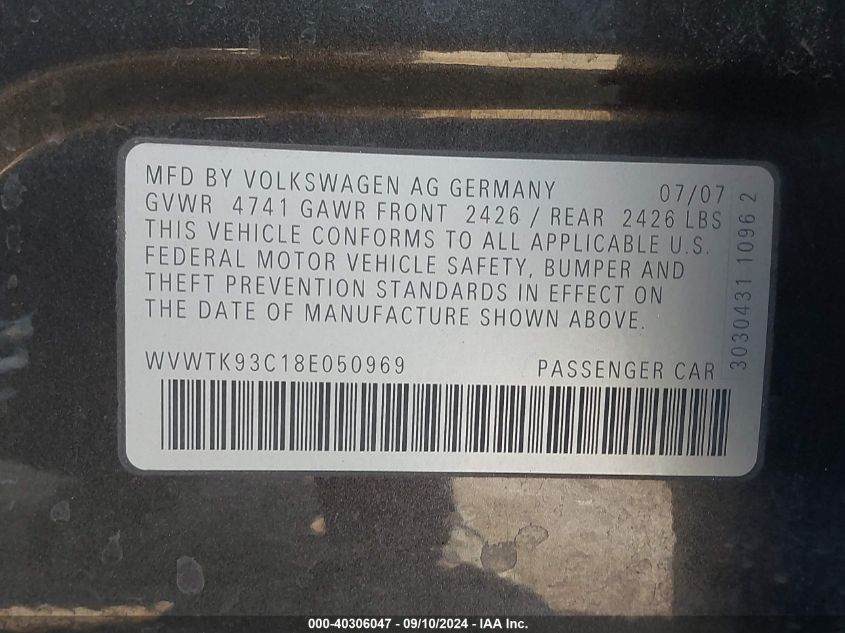 MFD BY VOLKSWAGEN AG GERMANY 07/07
GVWR 4741 GAWR FRONT 2426 / REAR 2426 LBS
THIS VEHICLE CONFORMS TO ALL APPLICABLE U.S.
FEDERAL MOTOR VEHICLE SAFETY, BUMPER AND
THEFT PREVENTION STANDARDS IN EFFECT ON
THE DATE OF MANUFACTURE SHOWN ABOVE.
WVWTK93C18E050969 PASSENGER CAR
3030431 1096 2
000-40306047 - 09/10/2024 - IAA Inc.